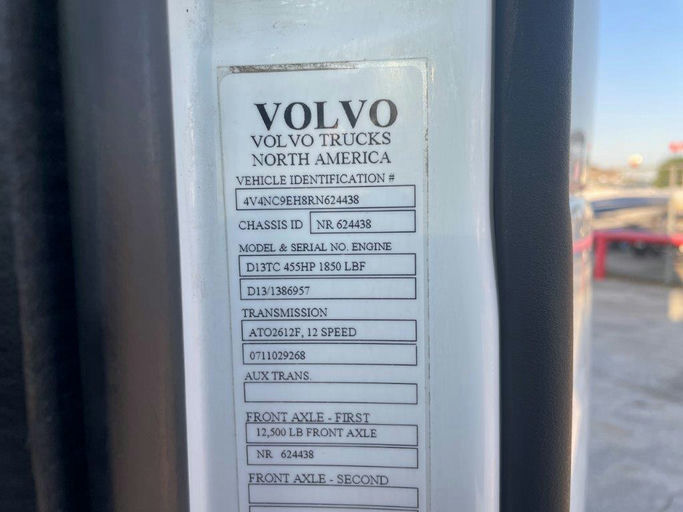 VOLVO
VOLVO TRUCKS
NORTH AMERICA
VEHICLE IDENTIFICATION #
4V4NC9EH8RN624438
CHASSIS ID NR 624438
MODEL & SERIAL NO. ENGINE
D13TC 455HP 1850 LBF
D13/1386957
TRANSMISSION
ATO2612F, 12 SPEED
0711029268
AUX TRANS.
FRONT AXLE - FIRST
12,500 LB FRONT AXLE
NR 624438
FRONT AXLE - SECOND